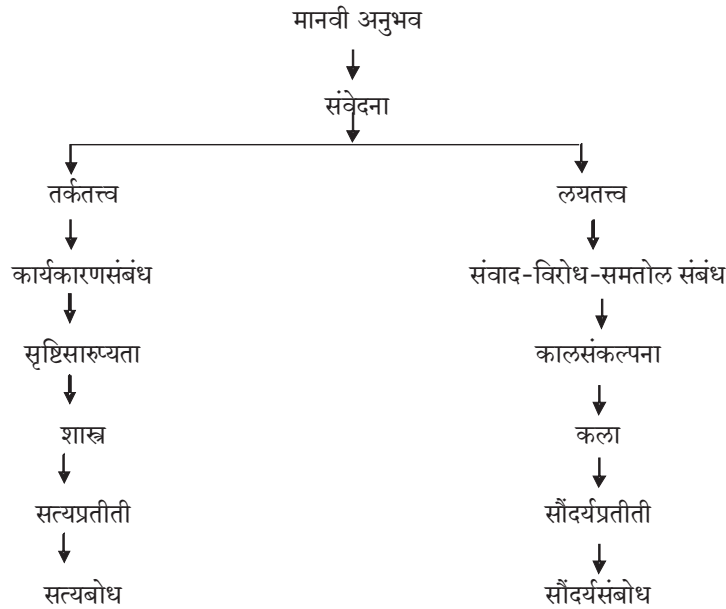 मानवी अनुभव
संवेदना
तर्कतत्त्व
लयतत्त्व
कार्यकारणसंबंध
संवाद-विरोध-समतोल संबंध
सृष्टिसारुप्यता
कालसंकल्पना
शास्त्र
कला
सत्यप्रतीती
सौंदर्यप्रतीती
सत्यबोध
सौंदर्यसंबोध